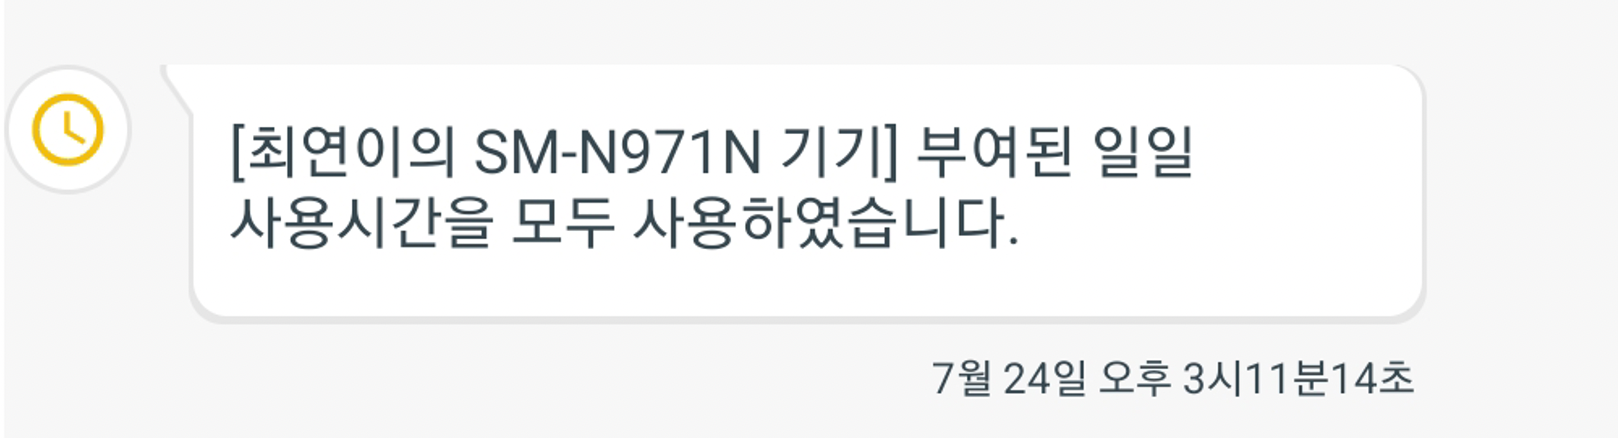 [최연이의 SM-N971N 기기] 부여된 일일
사용시간을 모두 사용하였습니다.
7월 24일 오후 3시11분14초